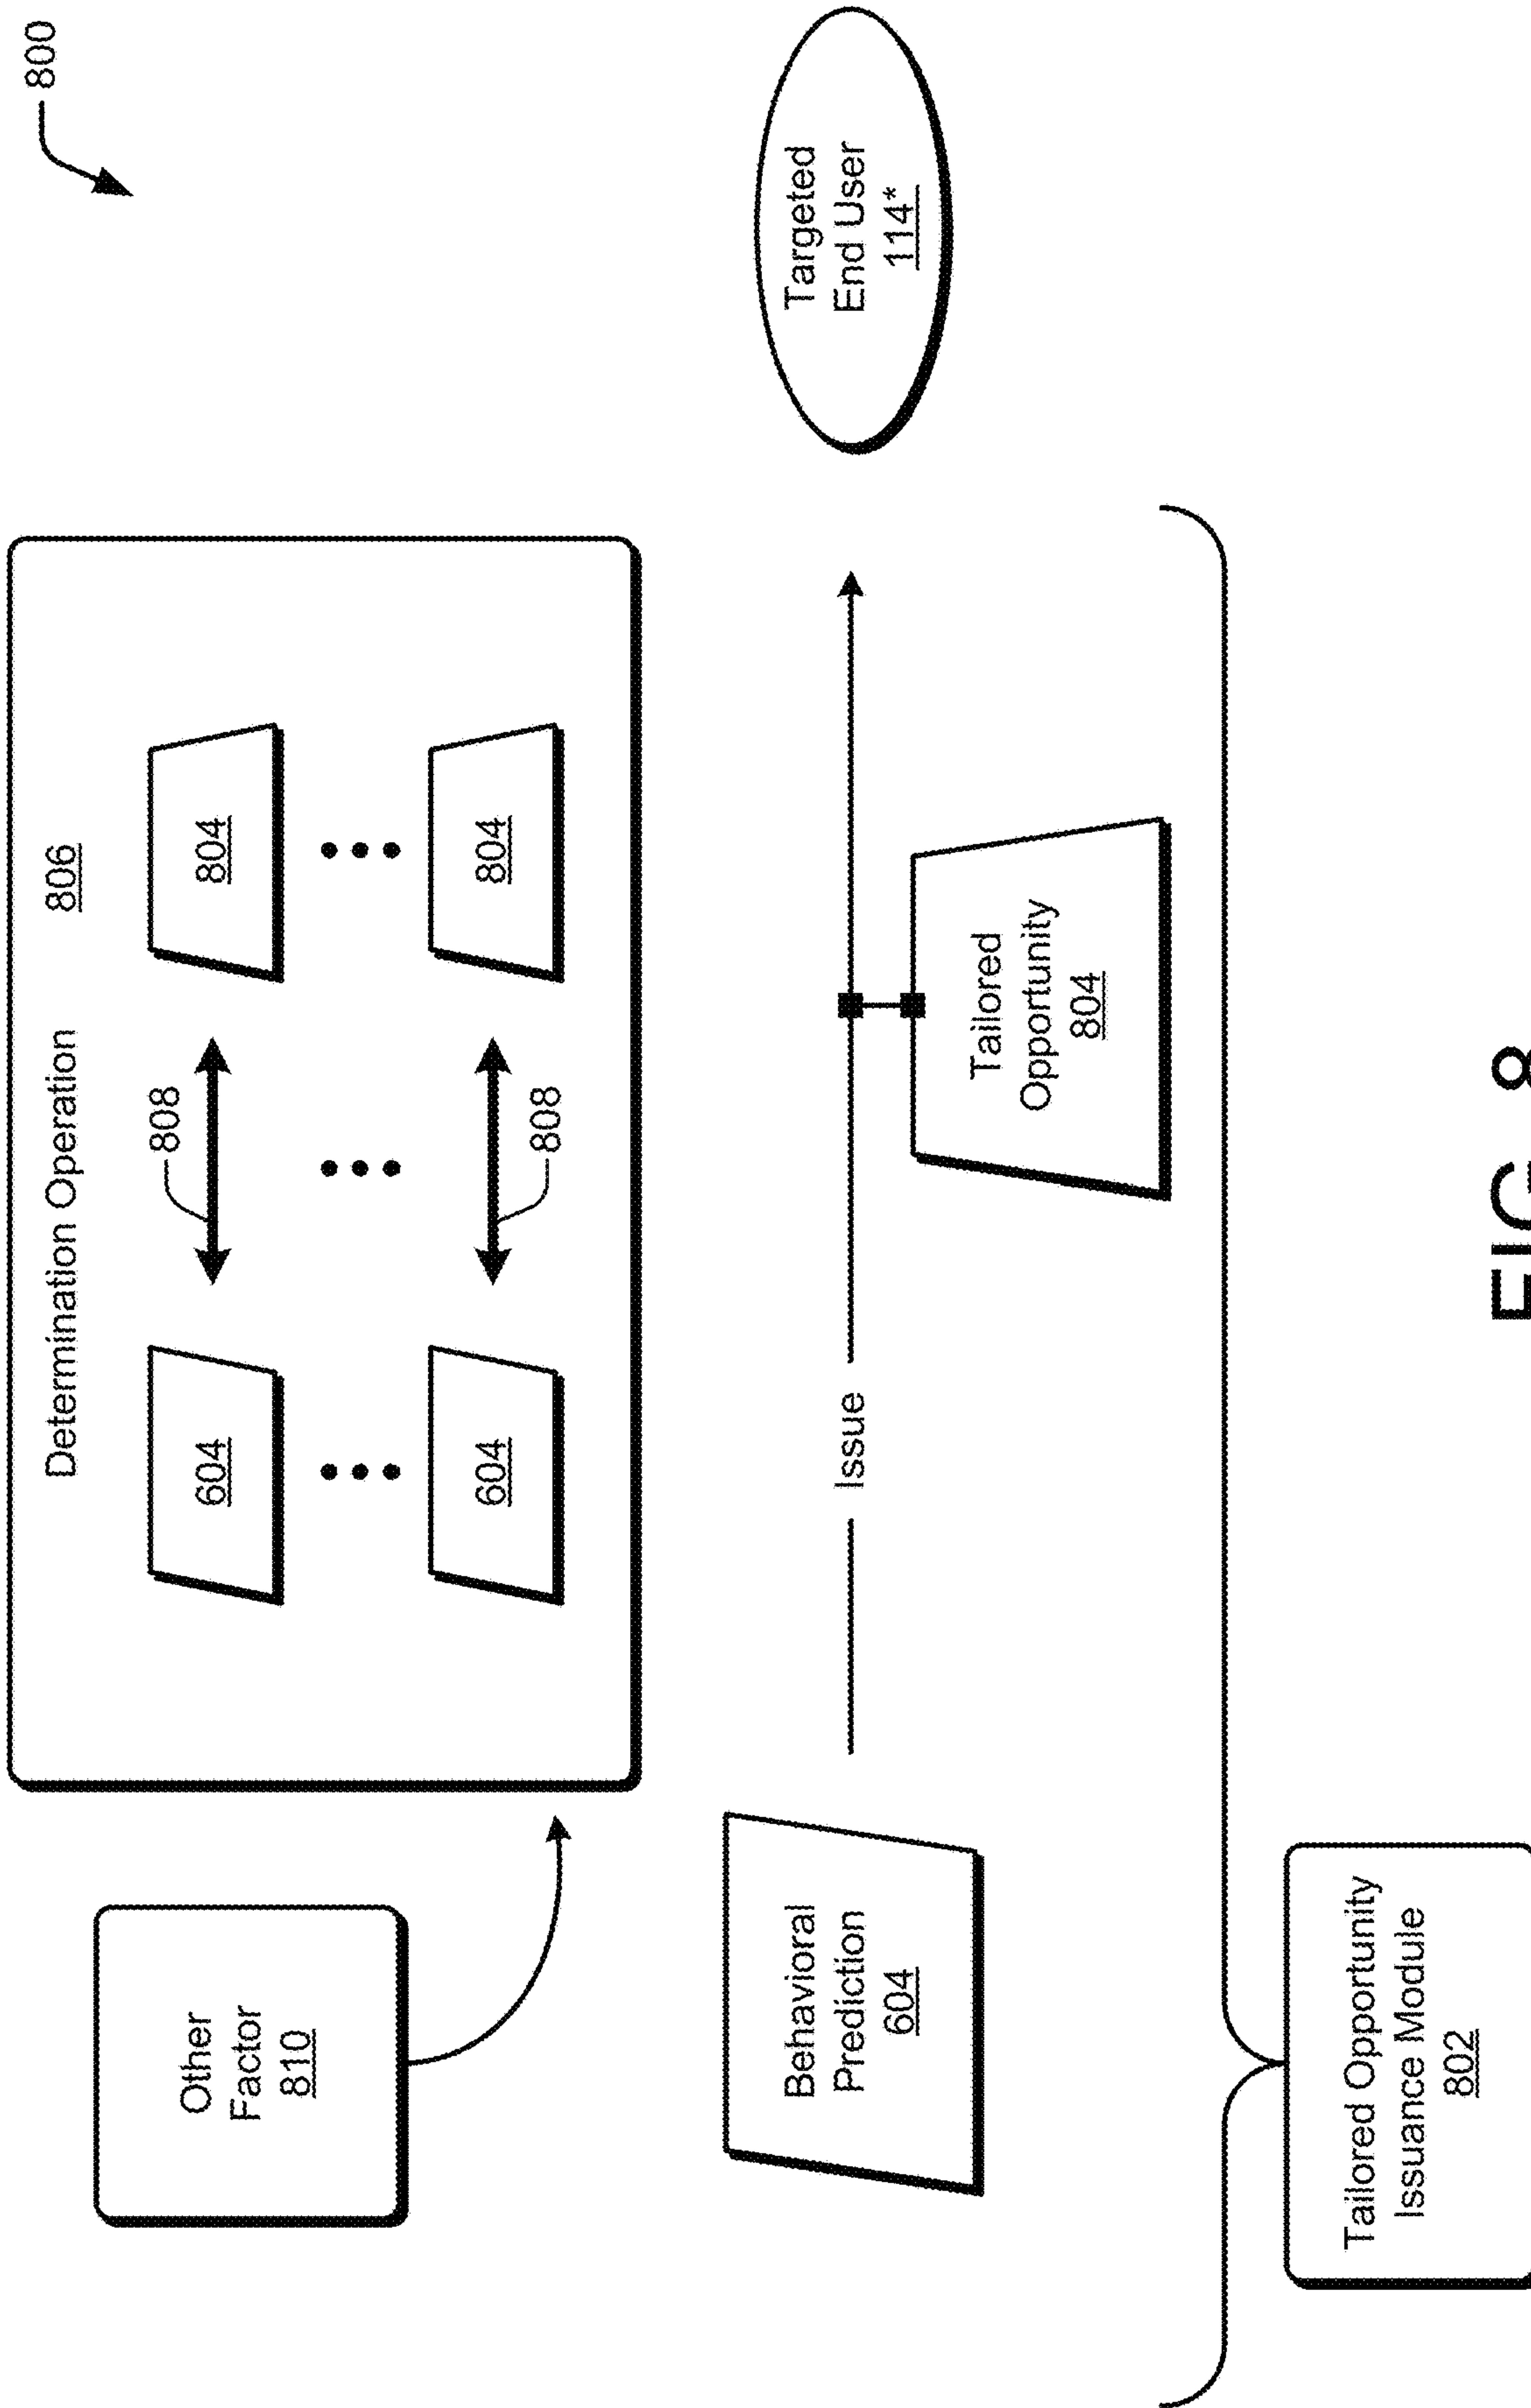 800
Determination Operation 806
Other
Factor
810
604
808
804
604
808
804
Behavioral
Prediction
604
Issue
Targeted
End User
114*
Tailored
Opportunity
804
Tailored Opportunity
Issuance Module
802
FIG. 8